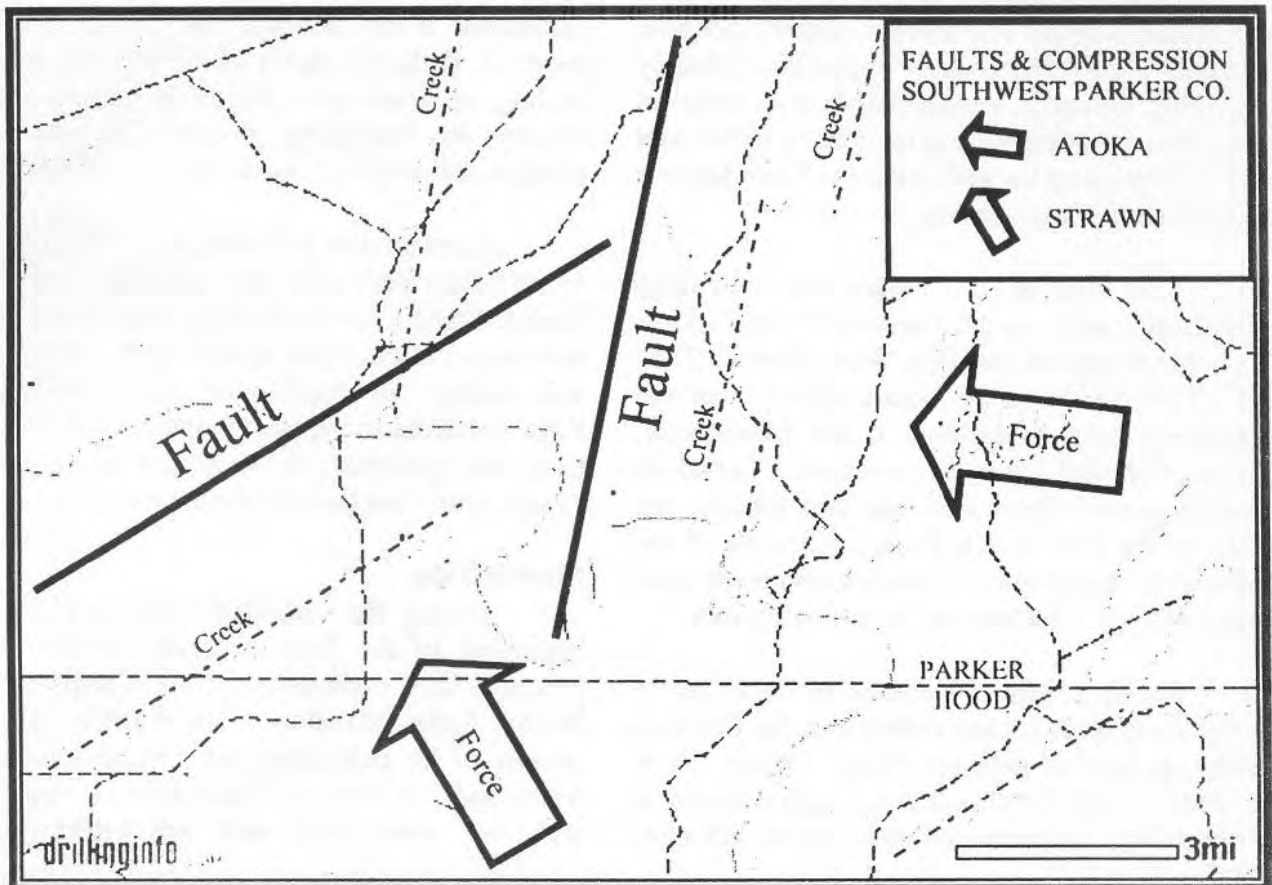 FAULTS & COMPRESSION
SOUTHWEST PARKER CO.
ATOKA
STRAWN
Creek
Creek
Fault
Fault
Creek
Force
Creek
PARKER
HOOD
Force
drillinginfo
3mi